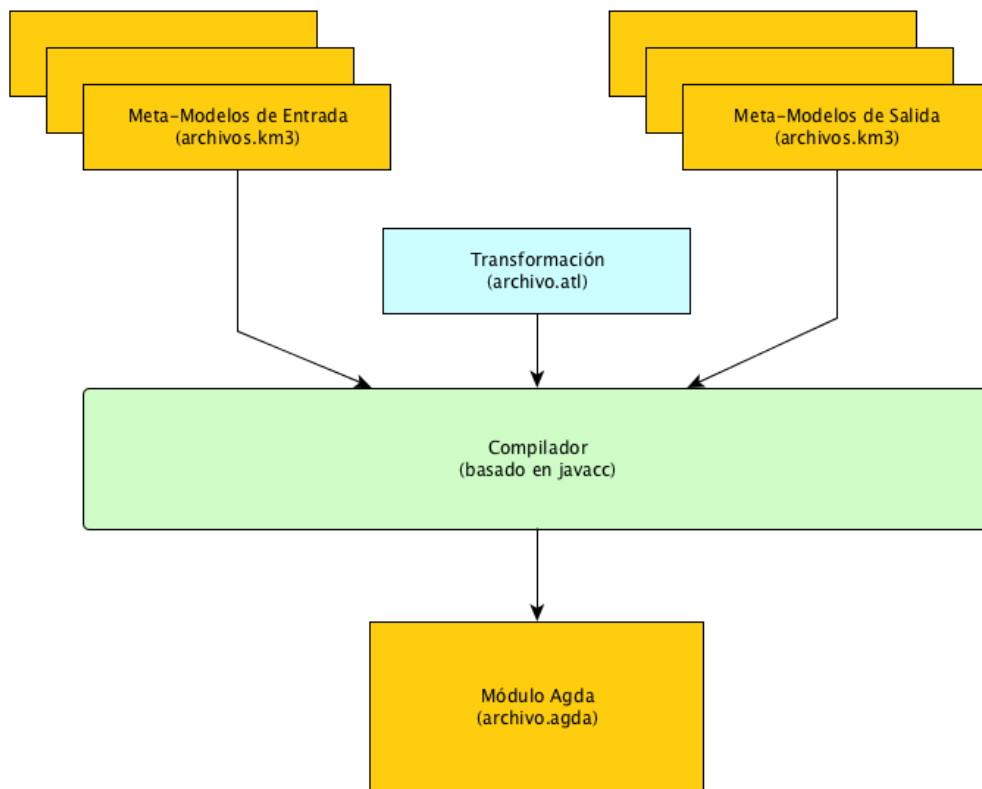 Meta-Modelos de Entrada
(archivos.km3)
Meta-Modelos de Salida
(archivos.km3)
Transformación
(archivo.atl)
Compilador
(basado en javacc)
Módulo Agda
(archivo.agda)